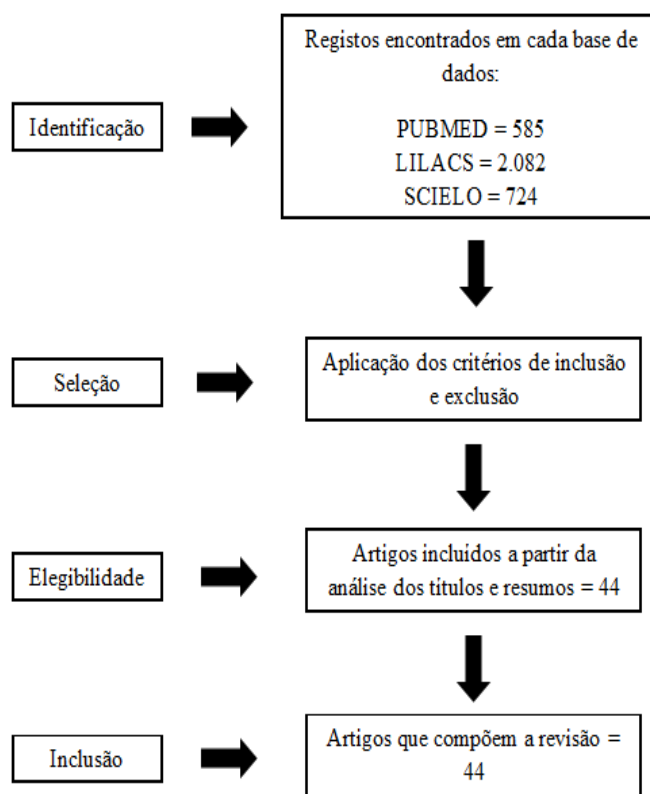 Registos encontrados em cada base de
dados:
Identificação
PUBMED = 585
LILACS = 2.082
SCIELO = 724
Seleção
Aplicação dos critérios de inclusão
e exclusão
Elegibilidade
Artigos incluidos a partir da
análise dos títulos e resumos = 44
Inclusão
Artigos que compõem a revisão =
44